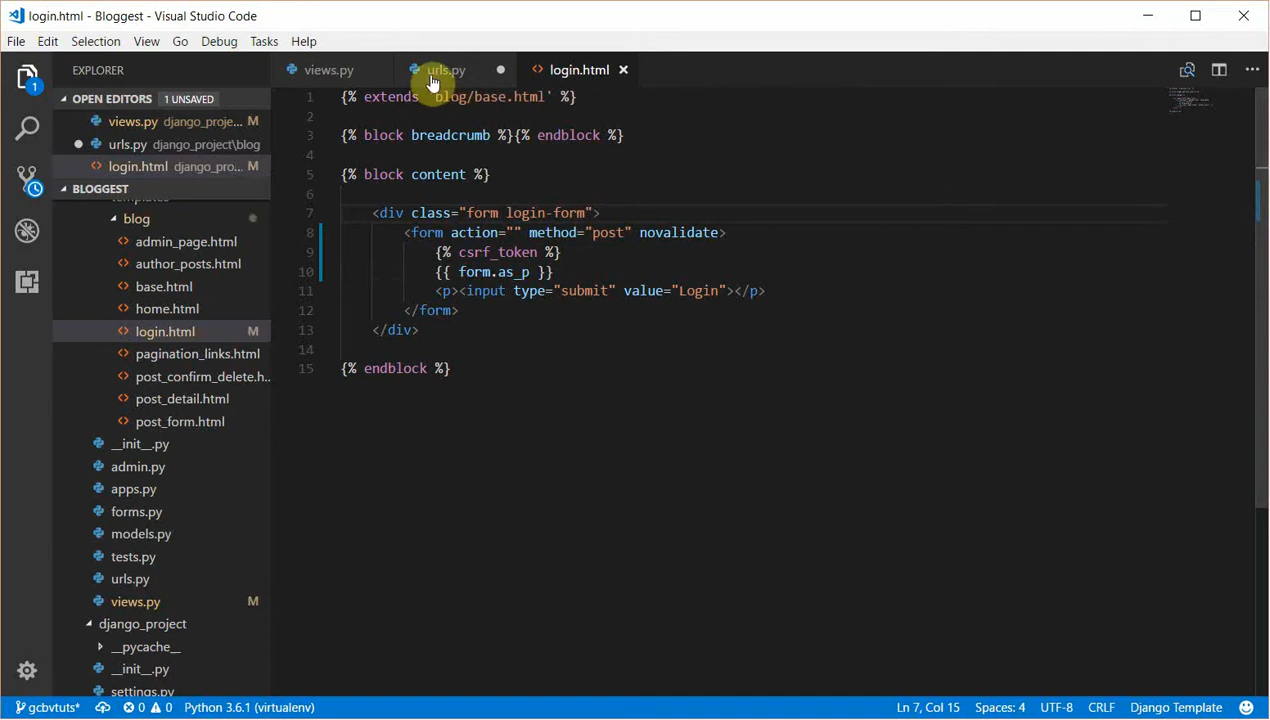 login.html - Bloggest - Visual Studio Code
File Edit Selection View Go Debug Tasks Help
EXPLORER
views.py urls.py login.html
OPEN EDITORS 1 UNSAVED
views.py django_proje... M
urls.py django_project\blog
login.html django_pro... M
BLOGGEST
templates
blog
admin_page.html
author_posts.html
base.html
home.html
login.html M
pagination_links.html
post_confirm_delete.h...
post_detail.html
post_form.html
__init__.py
admin.py
apps.py
forms.py
models.py
tests.py
urls.py
views.py M
django_project
__pycache__
__init__.py
settings.py
1
1 {% extends 'blog/base.html' %}
2
3 {% block breadcrumb %}{% endblock %}
4
5 {% block content %}
6
7 <div class="form login-form">
8 <form action="" method="post" novalidate>
9 {% csrf_token %}
10 {{ form.as_p }}
11 <p><input type="submit" value="Login"></p>
12 </form>
13 </div>
14
15 {% endblock %}
gcbvtuts* 0 0 Python 3.6.1 (virtualenv) Ln 7, Col 15 Spaces: 4 UTF-8 CRLF Django Template